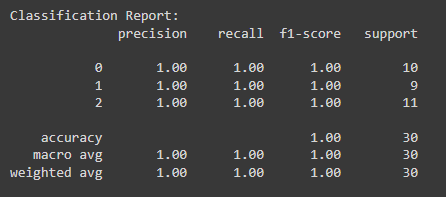 Classification Report:
precision recall f1-score support
0 1.00 1.00 1.00 10
1 1.00 1.00 1.00 9
2 1.00 1.00 1.00 11
accuracy 1.00 30
macro avg 1.00 1.00 1.00 30
weighted avg 1.00 1.00 1.00 30